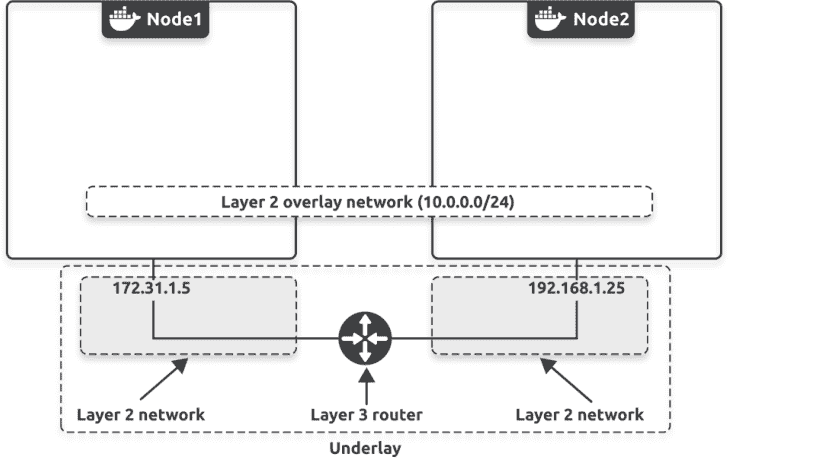 Node1
Node2
Layer 2 overlay network (10.0.0.0/24)
172.31.1.5
192.168.1.25
Layer 2 network
Layer 3 router
Layer 2 network
Underlay